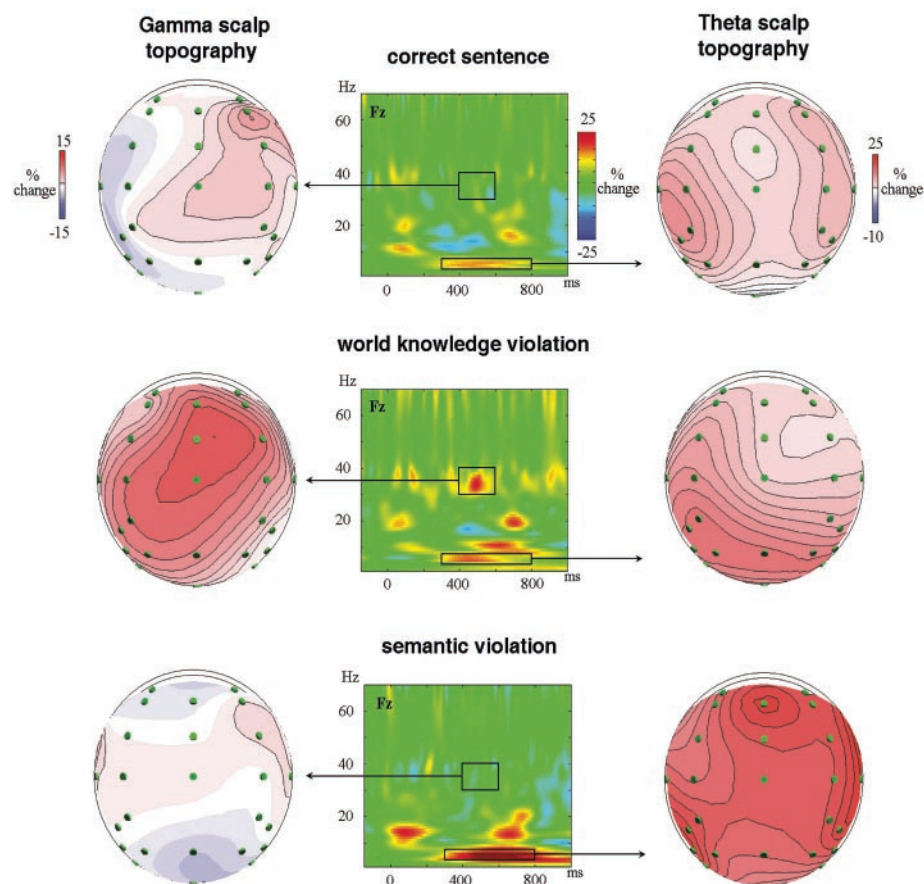 Gamma scalp
topography
correct sentence
Theta scalp
topography
Hz
Fz
60
40
20
0 400 800 ms
15
% change
-15
25
% change
-25
25
% change
-10
world knowledge violation
Hz
Fz
60
40
20
0 400 800 ms
semantic violation
Hz
Fz
60
40
20
0 400 800 ms